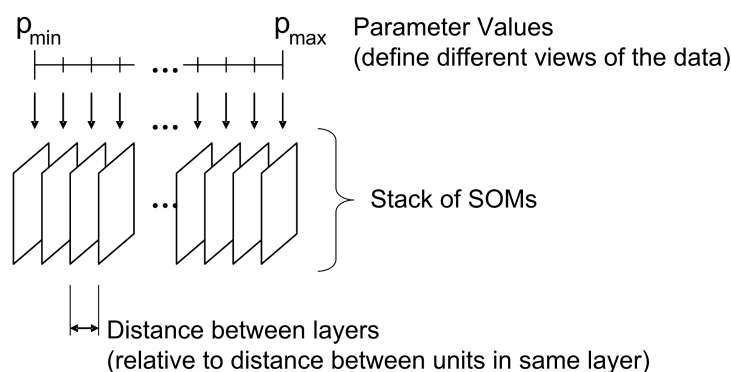 p_min p_max Parameter Values
(define different views of the data)
...
...
... Stack of SOMs
Distance between layers
(relative to distance between units in same layer)